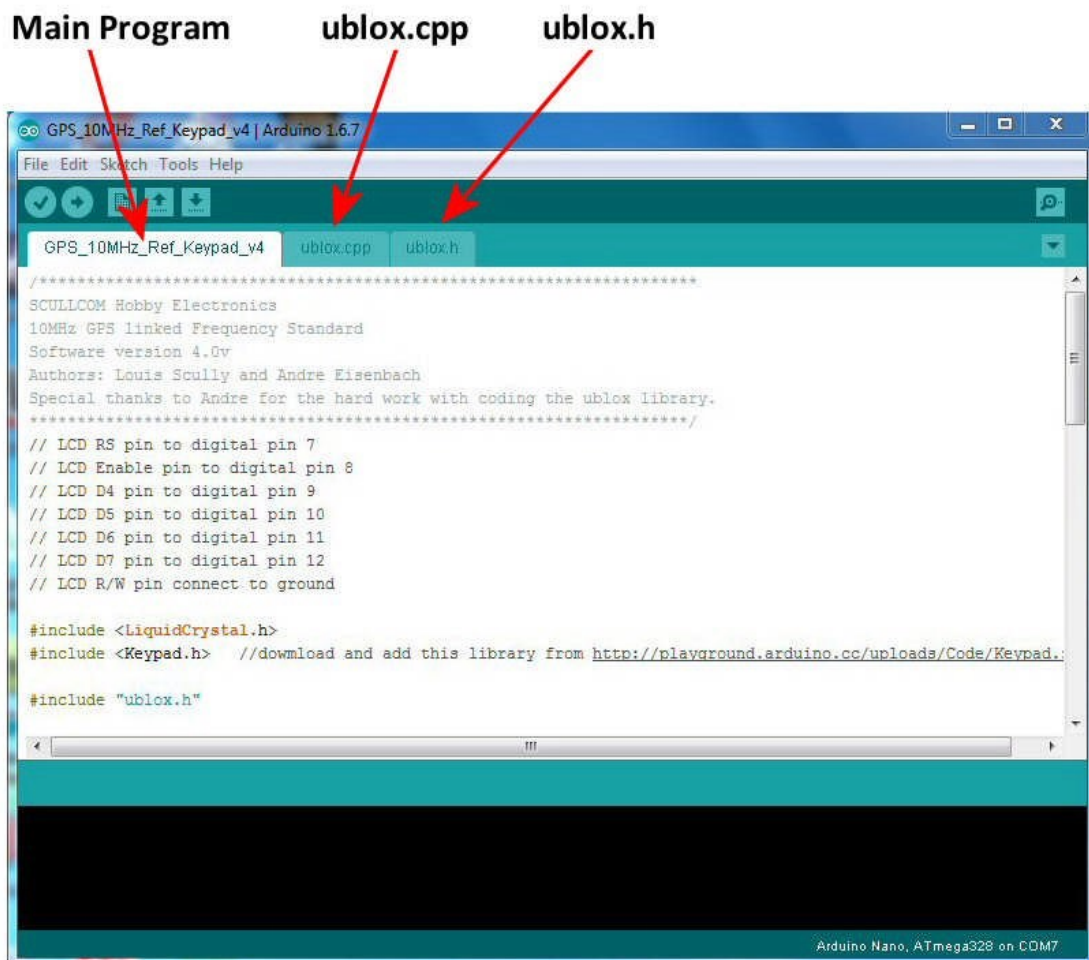 Main Program ublox.cpp ublox.h
GPS_10MHz_Ref_Keypad_v4 | Arduino 1.6.7
File Edit Sketch Tools Help
GPS_10MHz_Ref_Keypad_v4 ublox.cpp ublox.h
/*****************************************************************
SCULLCOM Hobby Electronics
10MHz GPS linked Frequency Standard
Software version 4.0v
Authors: Louis Scully and Andre Eisenbach
Special thanks to Andre for the hard work with coding the ublox library.
*****************************************************************/
// LCD RS pin to digital pin 7
// LCD Enable pin to digital pin 8
// LCD D4 pin to digital pin 9
// LCD D5 pin to digital pin 10
// LCD D6 pin to digital pin 11
// LCD D7 pin to digital pin 12
// LCD R/W pin connect to ground
#include <LiquidCrystal.h>
#include <Keypad.h> //dowmload and add this library from http://playground.arduino.cc/uploads/Code/Keypad.
#include "ublox.h"
Arduino Nano, ATmega328 on COM7